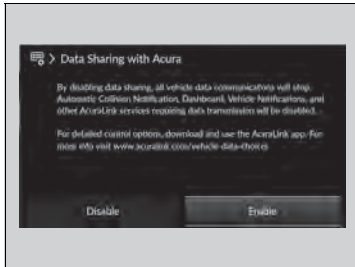 > Data Sharing with Acura
By disabling data sharing, all vehicle data communications will stop.
Automatic Collision Notification, Dashboard, Vehicle Notifications, and
other AcuraLink services requiring data transmission will be disabled.
For detailed control options, download and use the AcuraLink app. For
more info visit www.acuralink.com/vehicle-data-choices
Disable
Enable